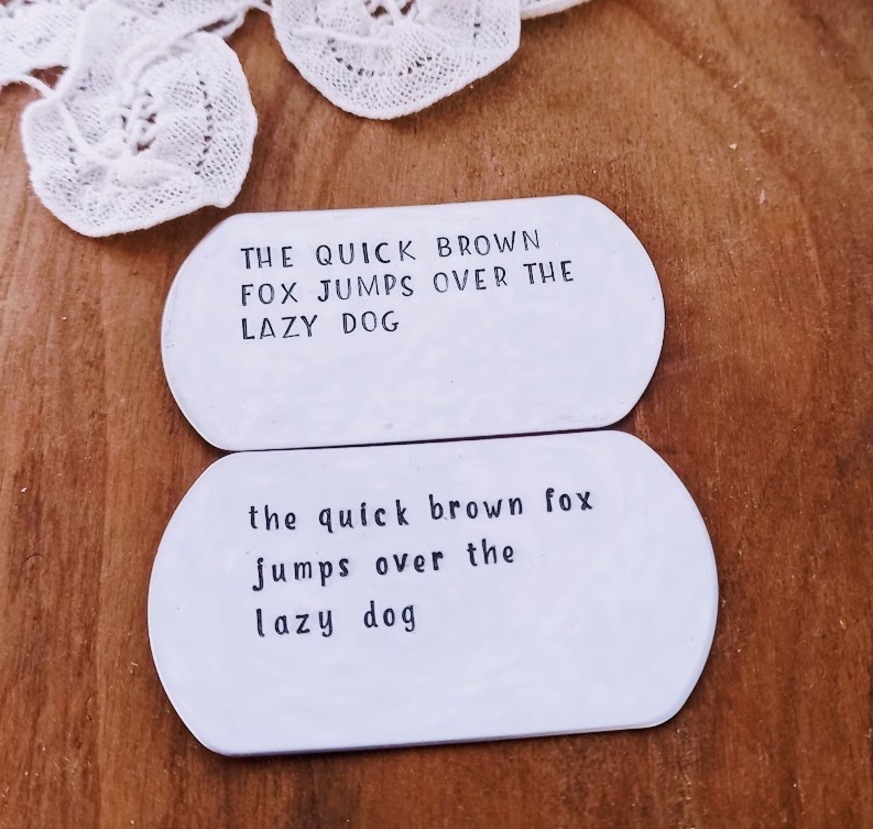 THE QUICK BROWN
FOX JUMPS OVER THE
LAZY DOG
the quick brown fox
jumps over the
lazy dog